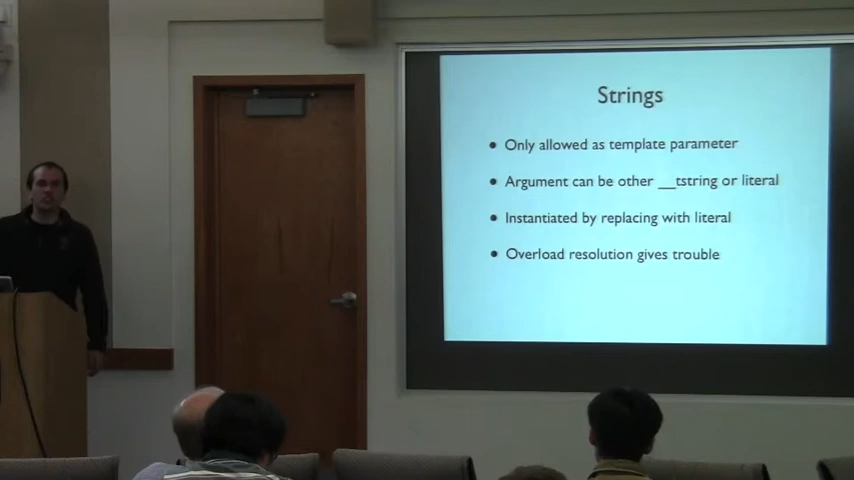 Strings
• Only allowed as template parameter
• Argument can be other __tstring or literal
• Instantiated by replacing with literal
• Overload resolution gives trouble